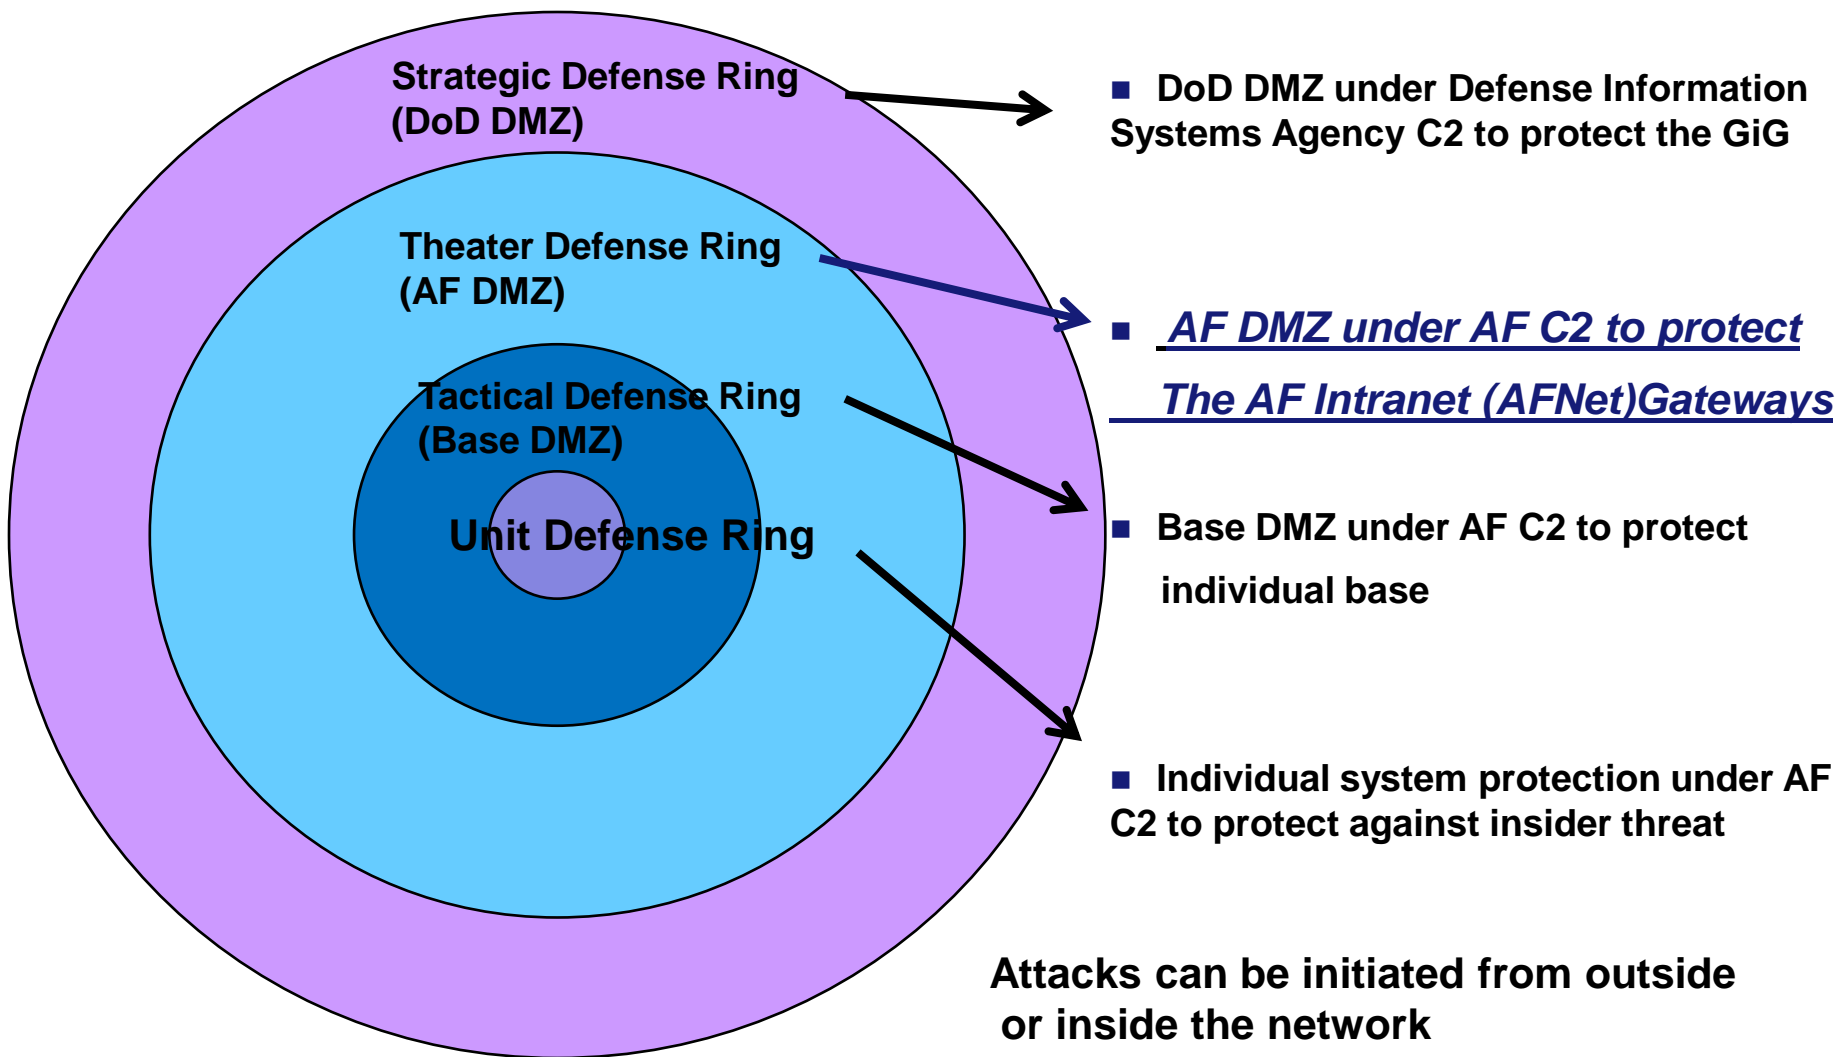 Strategic Defense Ring
(DoD DMZ)
■ DoD DMZ under Defense Information
Systems Agency C2 to protect the GiG
Theater Defense Ring
(AF DMZ)
■ AF DMZ under AF C2 to protect
The AF Intranet (AFNet)Gateways
Tactical Defense Ring
(Base DMZ)
■ Base DMZ under AF C2 to protect
individual base
Unit Defense Ring
■ Individual system protection under AF
C2 to protect against insider threat
Attacks can be initiated from outside
or inside the network